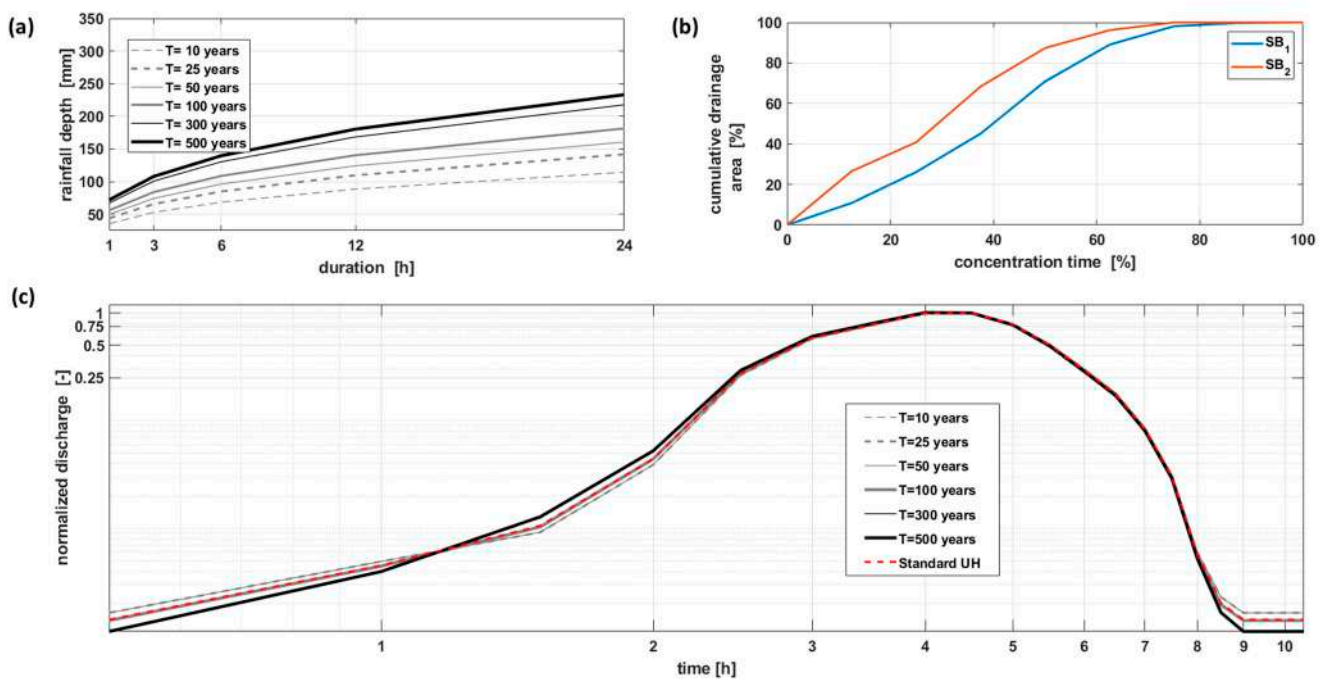 (a)
350
300
250
200
150
100
50
rainfall depth [mm]
T= 10 years
T= 25 years
T= 50 years
T= 100 years
T= 300 years
T= 500 years
1 3 6 12 24
duration [h]
(b)
100
80
60
40
20
0
cumulative drainage
area [%]
SB1
SB2
0 20 40 60 80 100
concentration time [%]
(c)
1
0.75
0.5
0.25
normalized discharge [-]
T=10 years
T=25 years
T=50 years
T=100 years
T=300 years
T=500 years
Standard UH
1 2 3 4 5 6 7 8 9 10
time [h]